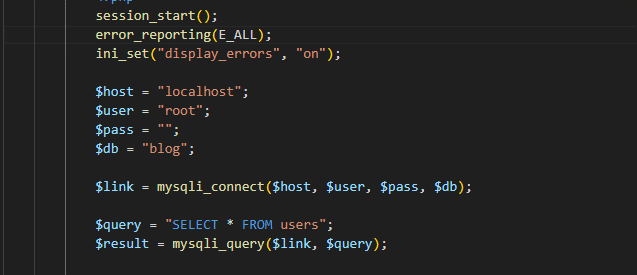 session_start();
error_reporting(E_ALL);
ini_set("display_errors", "on");
$host = "localhost";
$user = "root";
$pass = "";
$db = "blog";
$link = mysqli_connect($host, $user, $pass, $db);
$query = "SELECT * FROM users";
$result = mysqli_query($link, $query);